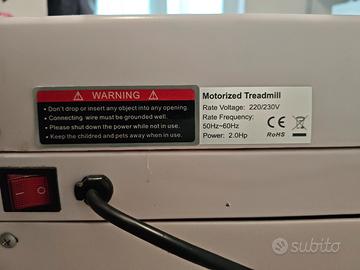 WARNING
• Don't drop or insert any object into any opening.
• Connecting wire must be grounded well.
• Please shut down the power while not in use.
• Keep the children and pets away when in use.
Motorized Treadmill
Rate Voltage: 220/230V
Rate Frequency:
50Hz~60Hz
Power: 2.0Hp
CE
RoHS
subito